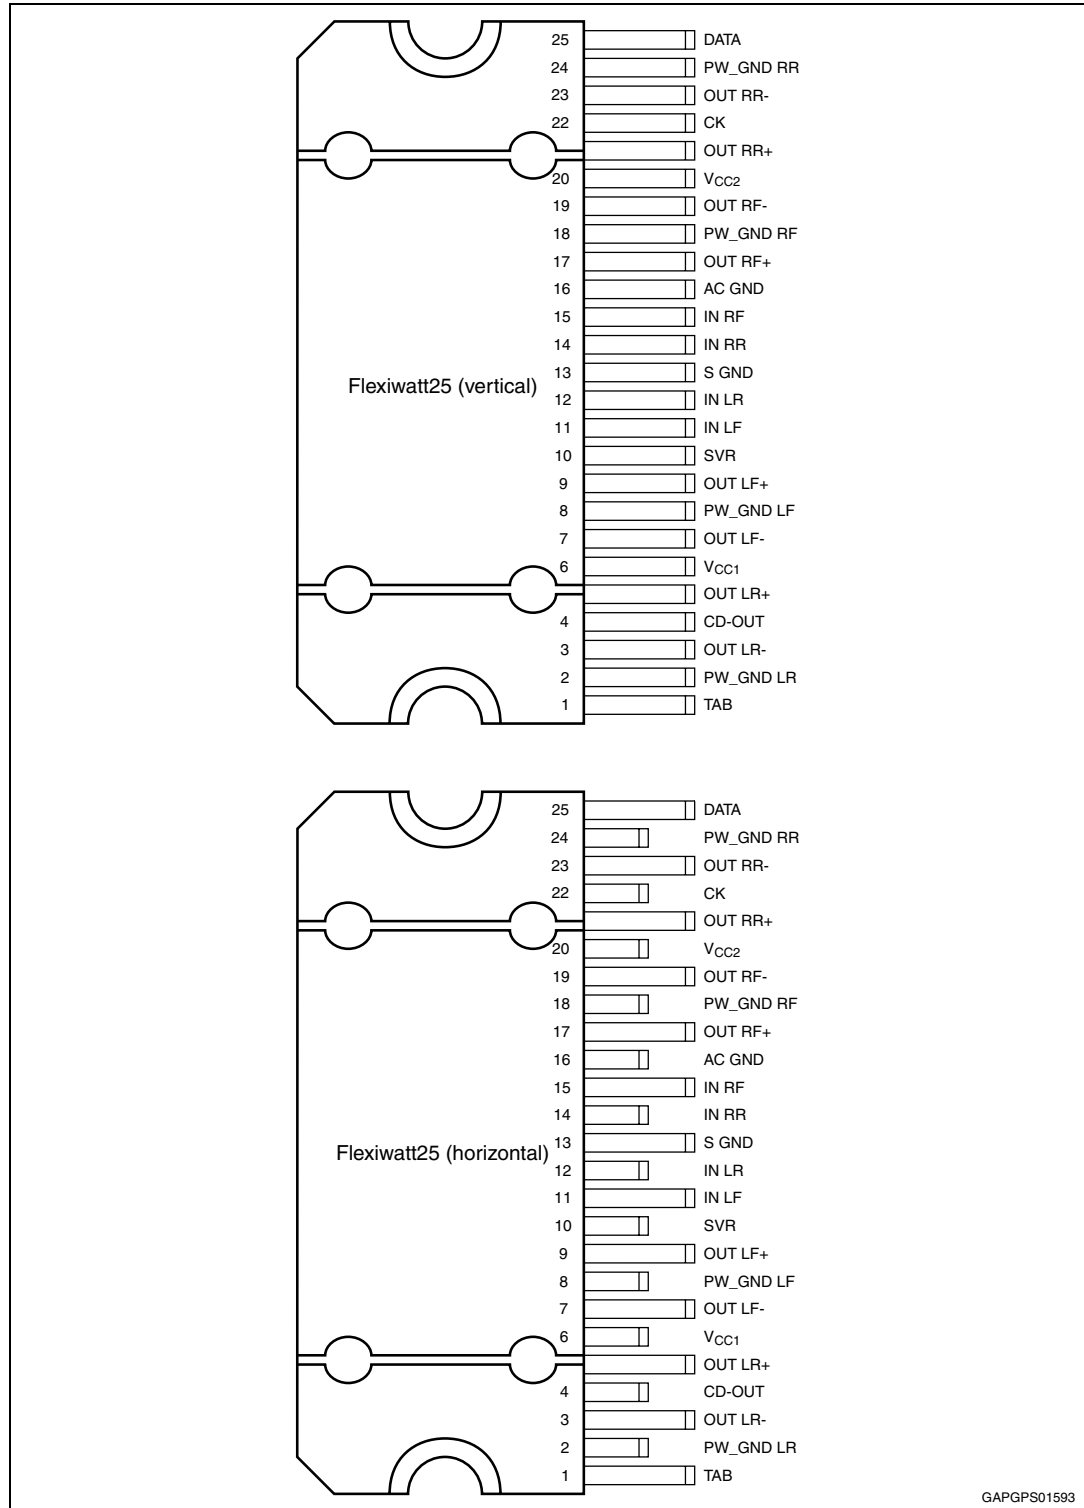 25 DATA
24 PW_GND RR
23 OUT RR-
22 CK
OUT RR+
20 VCC2
19 OUT RF-
18 PW_GND RF
17 OUT RF+
16 AC GND
15 IN RF
14 IN RR
13 S GND
Flexiwatt25 (vertical)
12 IN LR
11 IN LF
10 SVR
9 OUT LF+
8 PW_GND LF
7 OUT LF-
6 VCC1
OUT LR+
4 CD-OUT
3 OUT LR-
2 PW_GND LR
1 TAB
25 DATA
24 PW_GND RR
23 OUT RR-
22 CK
OUT RR+
20 VCC2
19 OUT RF-
18 PW_GND RF
17 OUT RF+
16 AC GND
15 IN RF
14 IN RR
13 S GND
Flexiwatt25 (horizontal)
12 IN LR
11 IN LF
10 SVR
9 OUT LF+
8 PW_GND LF
7 OUT LF-
6 VCC1
OUT LR+
4 CD-OUT
3 OUT LR-
2 PW_GND LR
1 TAB
GAPGPS01593